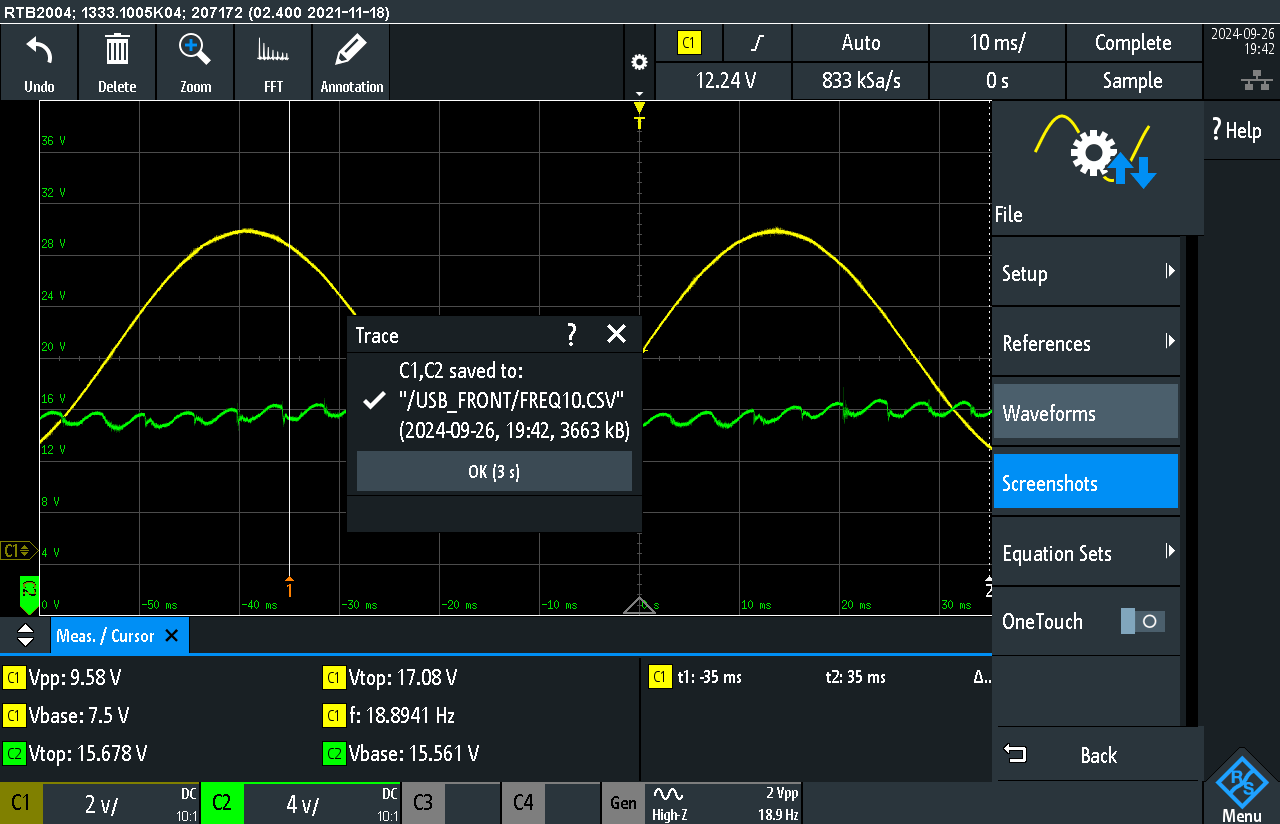 RTB2004; 1333.1005K04; 207172 (02.400 2021-11-18)
Undo
Delete
Zoom
FFT
Annotation
C1
Auto
10 ms/
Complete
12.24 V
833 kSa/s
0 s
Sample
2024-09-26
19:42
? Help
File
Setup
References
Waveforms
Screenshots
Equation Sets
OneTouch
Back
Menu
T
36 V
32 V
28 V
24 V
20 V
16 V
12 V
8 V
4 V
0 V
C1
C2
-50 ms
-40 ms
-30 ms
-20 ms
-10 ms
0 s
10 ms
20 ms
30 ms
1
2
Trace
?
C1,C2 saved to:
"/USB_FRONT/FREQ10.CSV"
(2024-09-26, 19:42, 3663 kB)
OK (3 s)
Meas. / Cursor
C1 Vpp: 9.58 V
C1 Vtop: 17.08 V
C1 Vbase: 7.5 V
C1 f: 18.8941 Hz
C2 Vtop: 15.678 V
C2 Vbase: 15.561 V
C1 t1: -35 ms
t2: 35 ms
Δ..
C1
2 V/
DC
10:1
C2
4 V/
DC
10:1
C3
C4
Gen
High-Z
2 Vpp
18.9 Hz
R&S